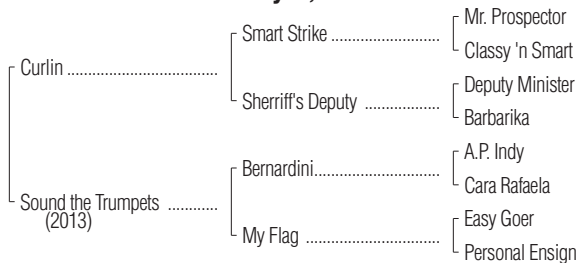 Mr. Prospector
Smart Strike ........................
Classy 'n Smart
Curlin ..................................
Deputy Minister
Sherriff's Deputy .................
Barbarika
A.P. Indy
Bernardini............................
Cara Rafaela
Sound the Trumpets ...........
(2013)
Easy Goer
My Flag ..............................
Personal Ensign